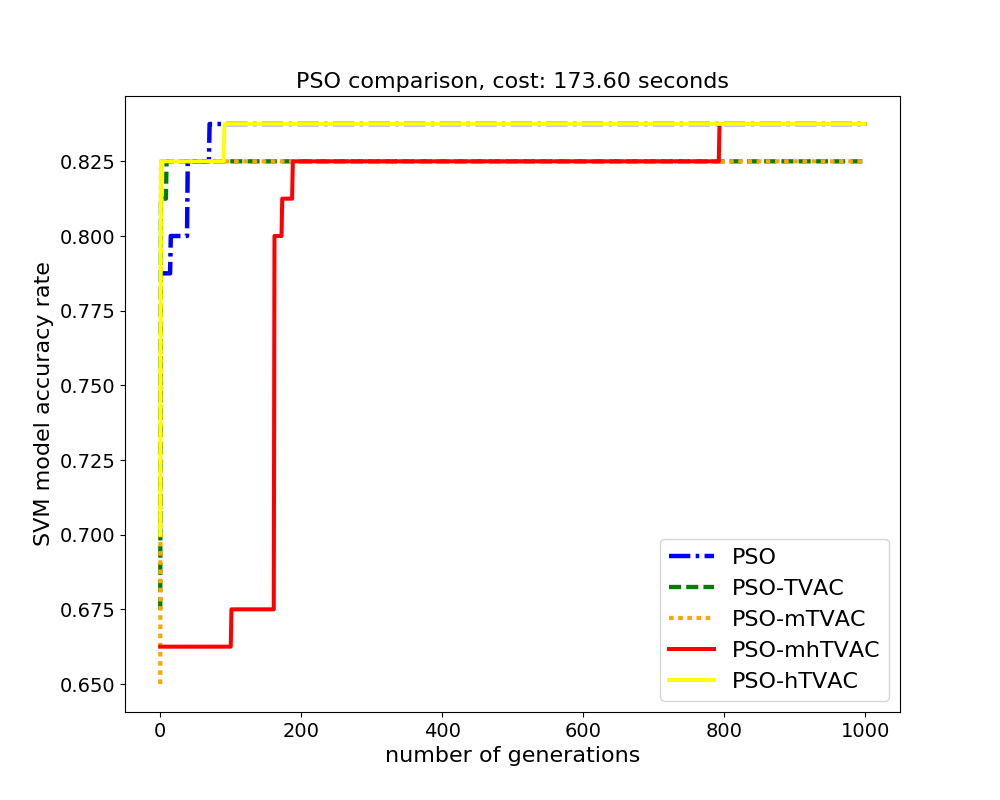 PSO comparison, cost: 173.60 seconds
SVM model accuracy rate
0.825
0.800
0.775
0.750
0.725
0.700
0.675
0.650
PSO
PSO-TVAC
PSO-mTVAC
PSO-mhTVAC
PSO-hTVAC
0 200 400 600 800 1000
number of generations